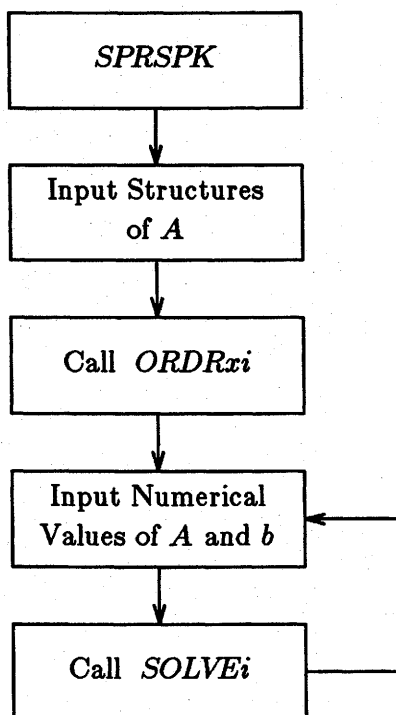 SPRSPK
Input Structures
of A
Call ORDRxi
Input Numerical
Values of A and b
Call SOLVEi